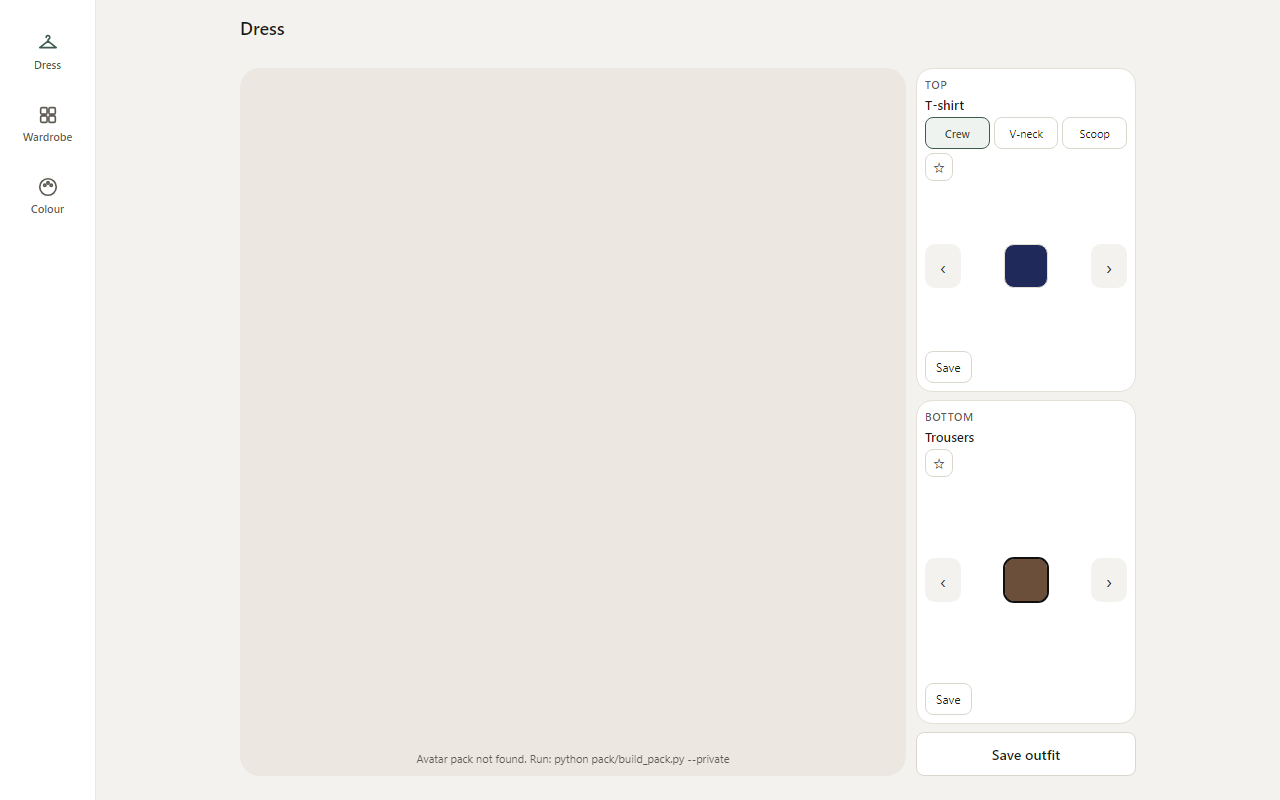 Dress
Wardrobe
Colour
Dress
Avatar pack not found. Run: python pack/build_pack.py --private
TOP
T-shirt
Crew
V-neck
Scoop
☆
‹
›
Save
BOTTOM
Trousers
☆
‹
›
Save
Save outfit